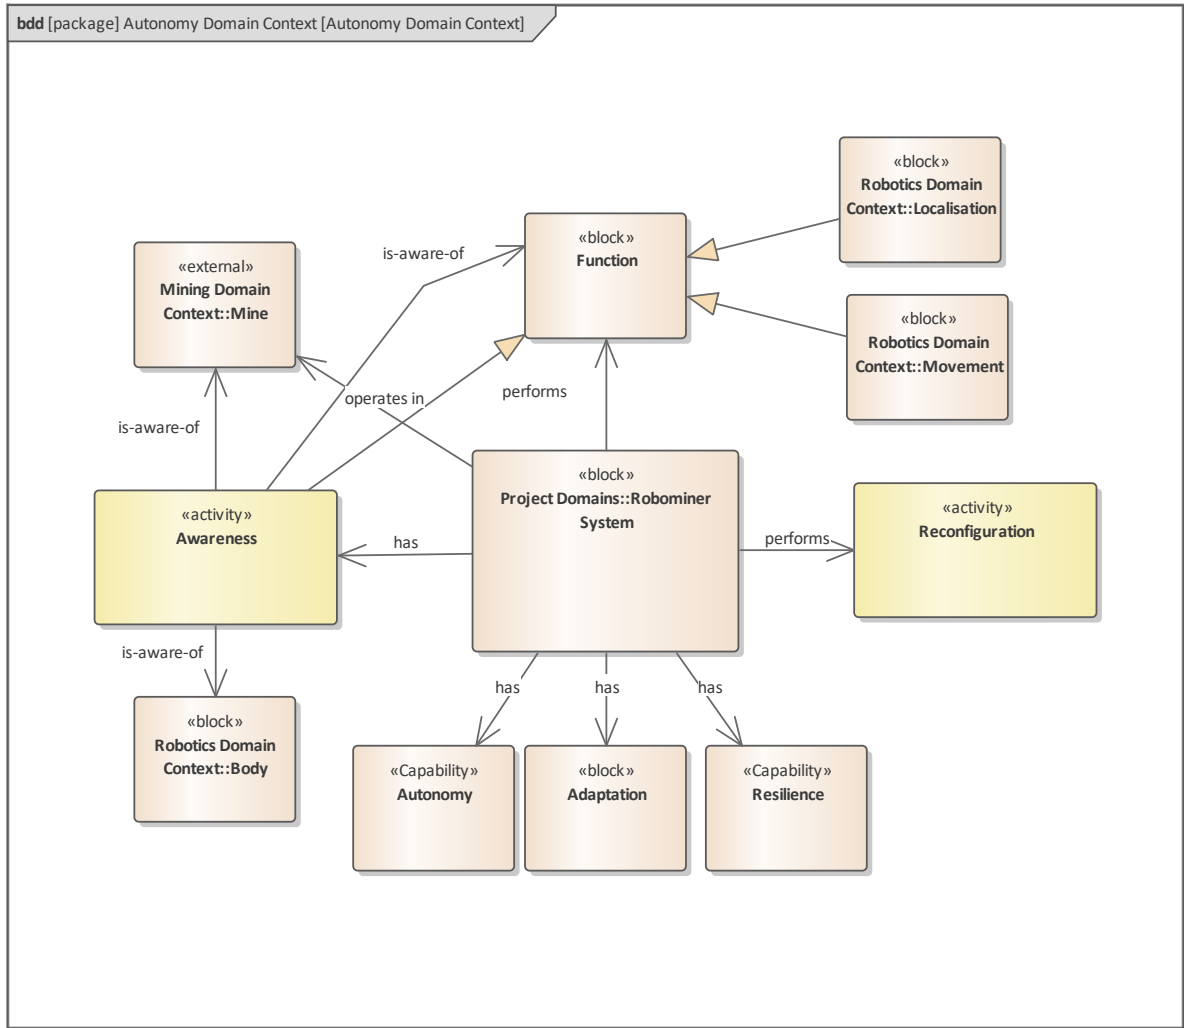 bdd [package] Autonomy Domain Context [Autonomy Domain Context]
«block»
Robotics Domain
Context::Localisation
«block»
Function
is-aware-of
«external»
Mining Domain
Context::Mine
«block»
Robotics Domain
Context::Movement
operates in
performs
is-aware-of
«block»
Project Domains::Robominer
System
«activity»
Awareness
has
performs
«activity»
Reconfiguration
is-aware-of
has
has
has
«block»
Robotics Domain
Context::Body
«Capability»
Autonomy
«block»
Adaptation
«Capability»
Resilience